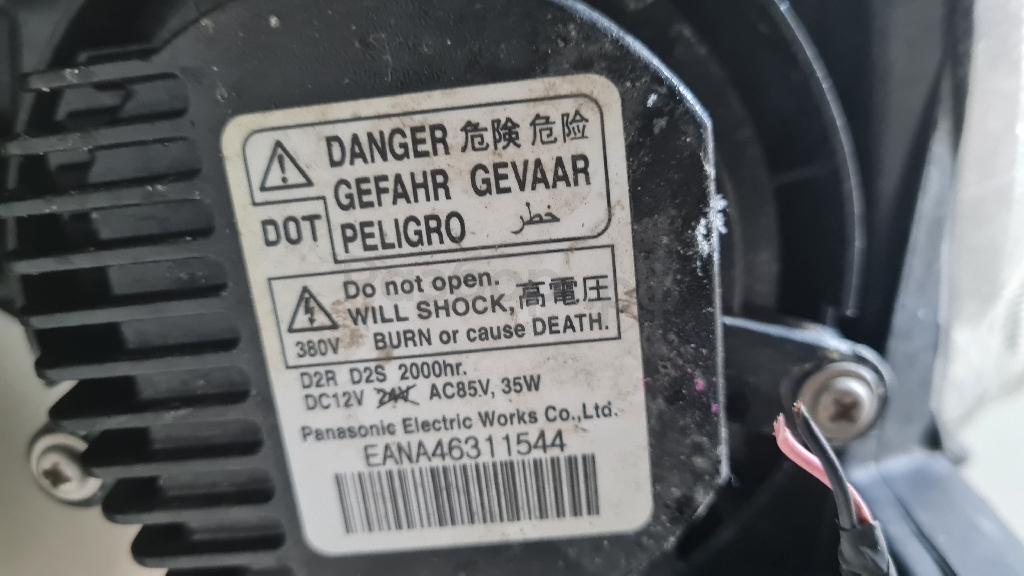 DANGER 危険 危险
GEFAHR GEVAAR
DOT PELIGRO خطر
Do not open.
WILL SHOCK, 高電圧
380V BURN or cause DEATH.
D2R D2S 2000hr.
DC12V AC85V, 35W
Panasonic Electric Works Co., Ltd.
EANA46311544